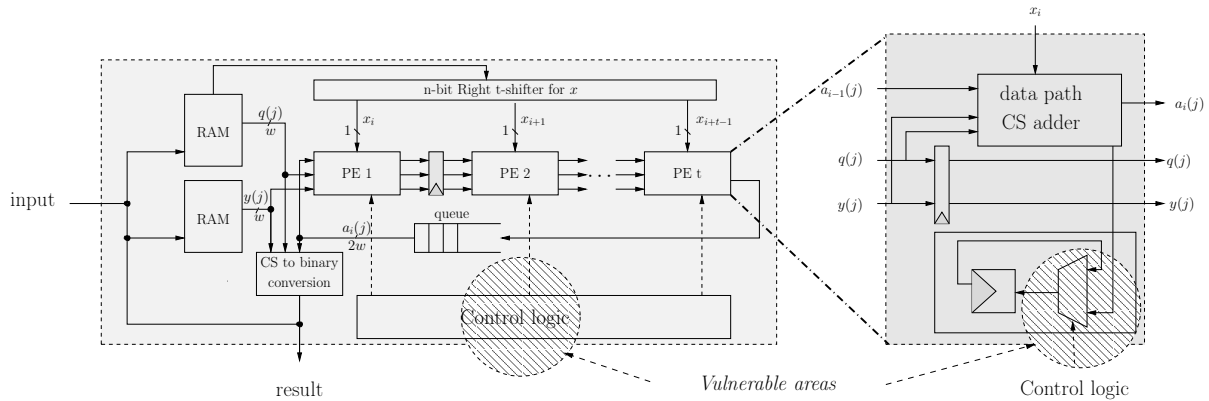 n-bit Right t-shifter for x
RAM
q(j)
w
1
x_i
1
x_{i+1}
1
x_{i+t-1}
PE 1
PE 2
. . .
PE t
input
RAM
y(j)
w
a_i(j)
2w
queue
CS to binary
conversion
Control logic
result
Vulnerable areas
x_i
a_{i-1}(j)
data path
CS adder
a_i(j)
q(j)
q(j)
y(j)
y(j)
Control logic